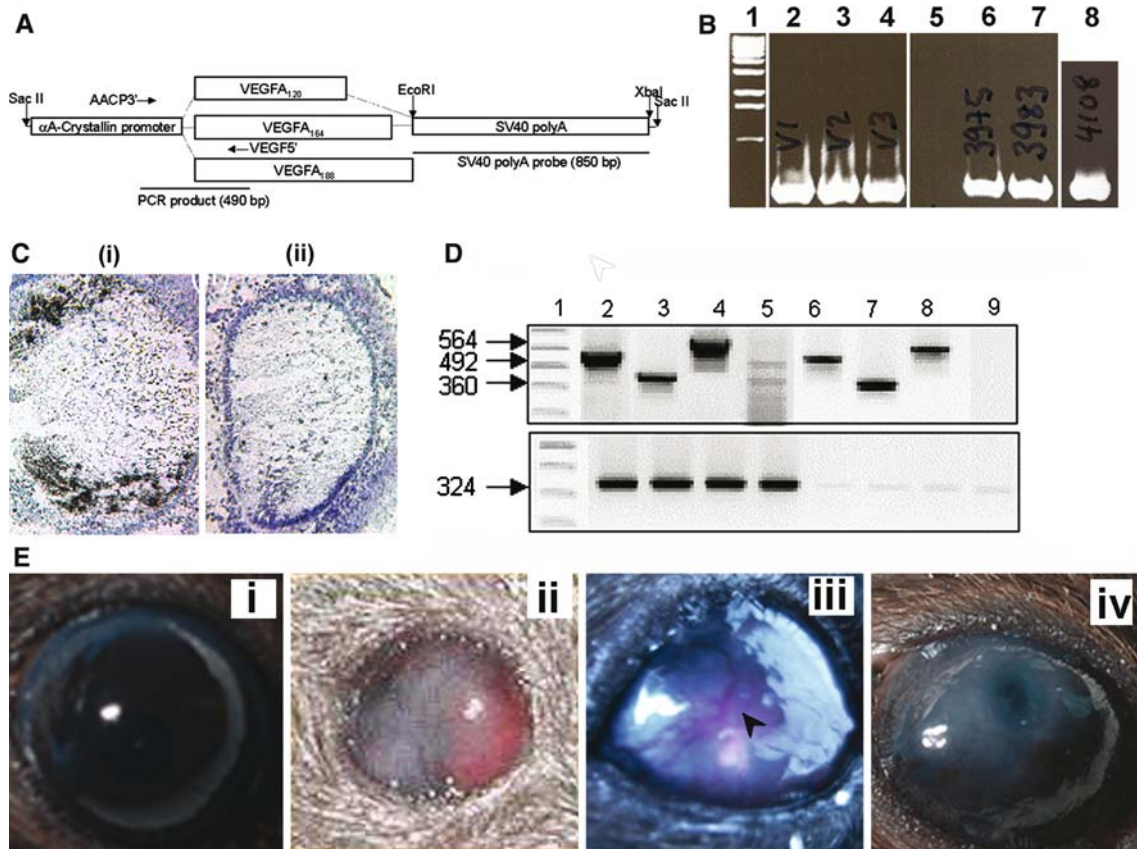 A
Sac II
AACP3'
αA-Crystallin promoter
VEGFA120
VEGFA164
VEGF5'
VEGFA188
PCR product (490 bp)
EcoRI
SV40 polyA
SV40 polyA probe (850 bp)
XbaI
Sac II
B
1 2 3 4 5 6 7 8
V1 V2 V3 3975 3983 4108
C
(i) (ii)
D
1 2 3 4 5 6 7 8 9
564
492
360
324
E
i ii iii iv